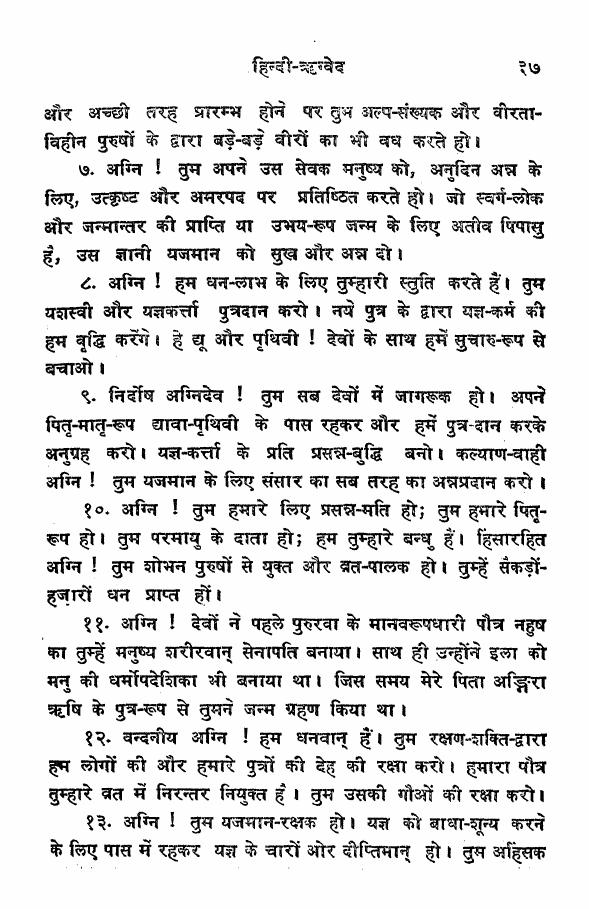 हिन्दी-ऋग्वेद ३७
और अच्छी तरह प्रारम्भ होने पर तुम अल्प-संख्यक और वीरता-
विहीन पुरुषों के द्वारा बड़े-बड़े वीरों का भी वध करते हो।
७. अग्नि ! तुम अपने उस सेवक मनुष्य को, अनुदिन अन्न के
लिए, उत्कृष्ट और अमरपद पर प्रतिष्ठित करते हो। जो स्वर्ग-लोक
और जन्मान्तर की प्राप्ति या उभय-रूप जन्म के लिए अतीव पिपासु
है, उस ज्ञानी यजमान को सुख और अन्न दो।
८. अग्नि ! हम धन-लाभ के लिए तुम्हारी स्तुति करते हैं। तुम
यशस्वी और यज्ञकर्त्ता पुत्रदान करो। नये पुत्र के द्वारा यज्ञ-कर्म की
हम वृद्धि करेंगे। हे द्यू और पृथिवी ! देवों के साथ हमें सुचारु-रूप से
बचाओ।
९. निर्दोष अग्निदेव ! तुम सब देवों में जागरूक हो। अपने
पितृ-मातृ-रूप द्यावा-पृथिवी के पास रहकर और हमें पुत्र-दान करके
अनुग्रह करो। यज्ञ-कर्त्ता के प्रति प्रसन्न-बुद्धि बनो। कल्याण-वाही
अग्नि ! तुम यजमान के लिए संसार का सब तरह का अन्नप्रदान करो।
१०. अग्नि ! तुम हमारे लिए प्रसन्न-मति हो; तुम हमारे पितृ-
रूप हो। तुम परमायु के दाता हो; हम तुम्हारे बन्धु हैं। हिंसारहित
अग्नि ! तुम शोभन पुरुषों से युक्त और व्रत-पालक हो। तुम्हें सैकड़ों-
हज़ारों धन प्राप्त हों।
११. अग्नि ! देवों ने पहले पुरुरवा के मानवरूपधारी पौत्र नहुष
का तुम्हें मनुष्य शरीरवान् सेनापति बनाया। साथ ही उन्होंने इला को
मनु की धर्मोपदेशिका भी बनाया था। जिस समय मेरे पिता अङ्गिरा
ऋषि के पुत्र-रूप से तुमने जन्म ग्रहण किया था।
१२. वन्दनीय अग्नि ! हम धनवान् हैं। तुम रक्षण-शक्ति-द्वारा
हम लोगों की और हमारे पुत्रों की देह की रक्षा करो। हमारा पौत्र
तुम्हारे व्रत में निरन्तर नियुक्त है। तुम उसकी गौओं की रक्षा करो।
१३. अग्नि ! तुम यजमान-रक्षक हो। यज्ञ को बाधा-शून्य करने
के लिए पास में रहकर यज्ञ के चारों ओर दीप्तिमान् हो। तुम अहिंसक